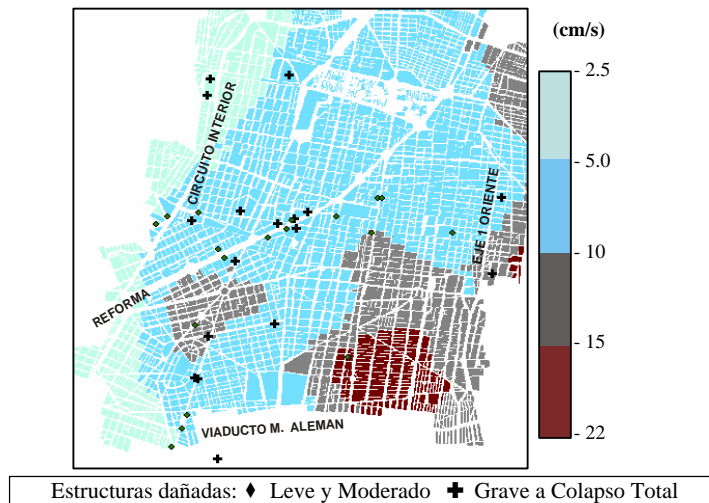 (cm/s)
- 2.5
- 5.0
- 10
- 15
- 22
CIRCUITO INTERIOR
EJE 1 ORIENTE
REFORMA
VIADUCTO M. ALEMAN
Estructuras dañadas: ♦ Leve y Moderado ✚ Grave a Colapso Total